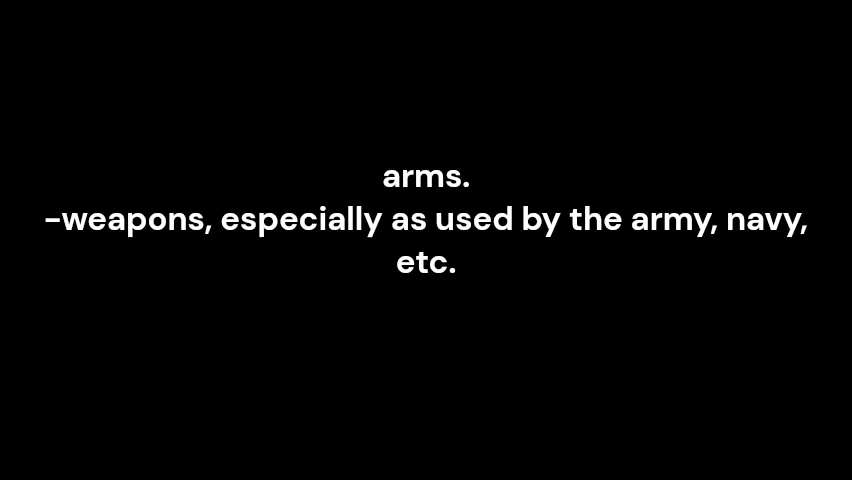 arms.
-weapons, especially as used by the army, navy,
etc.